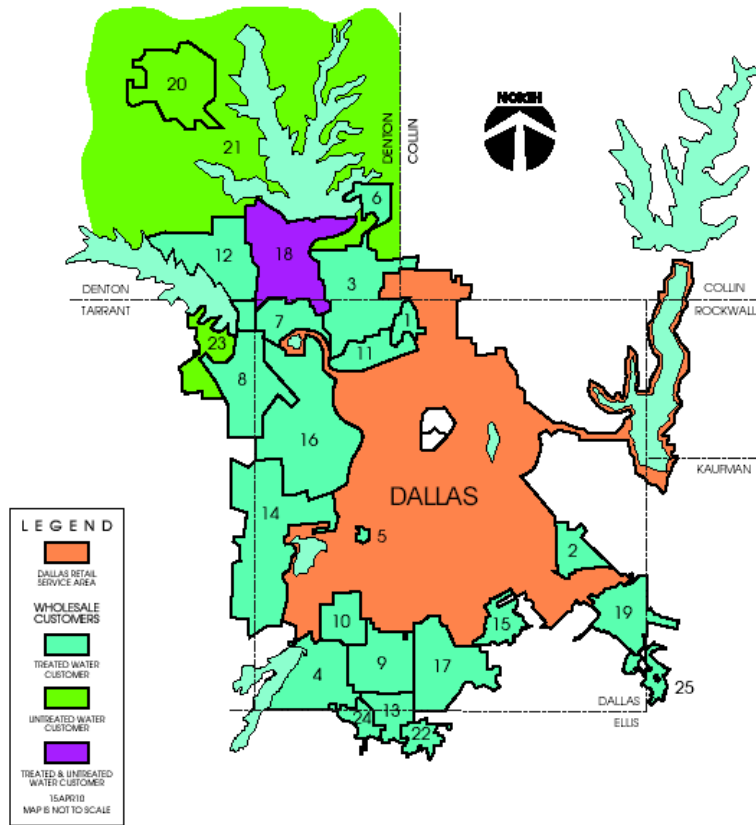 20
NORTH
DENTON
COLLIN
21
6
12
18
3
DENTON
TARRANT
COLLIN
ROCKWALL
7
1
23
11
8
16
KAUFMAN
DALLAS
14
5
2
10
15
19
9
4
17
25
13
24
22
DALLAS
ELLIS
LEGEND
DALLAS RETAIL
SERVICE AREA
WHOLESALE
CUSTOMERS
TREATED WATER
CUSTOMER
UNTREATED WATER
CUSTOMER
TREATED & UNTREATED
WATER CUSTOMER
15APR10
MAP IS NOT TO SCALE